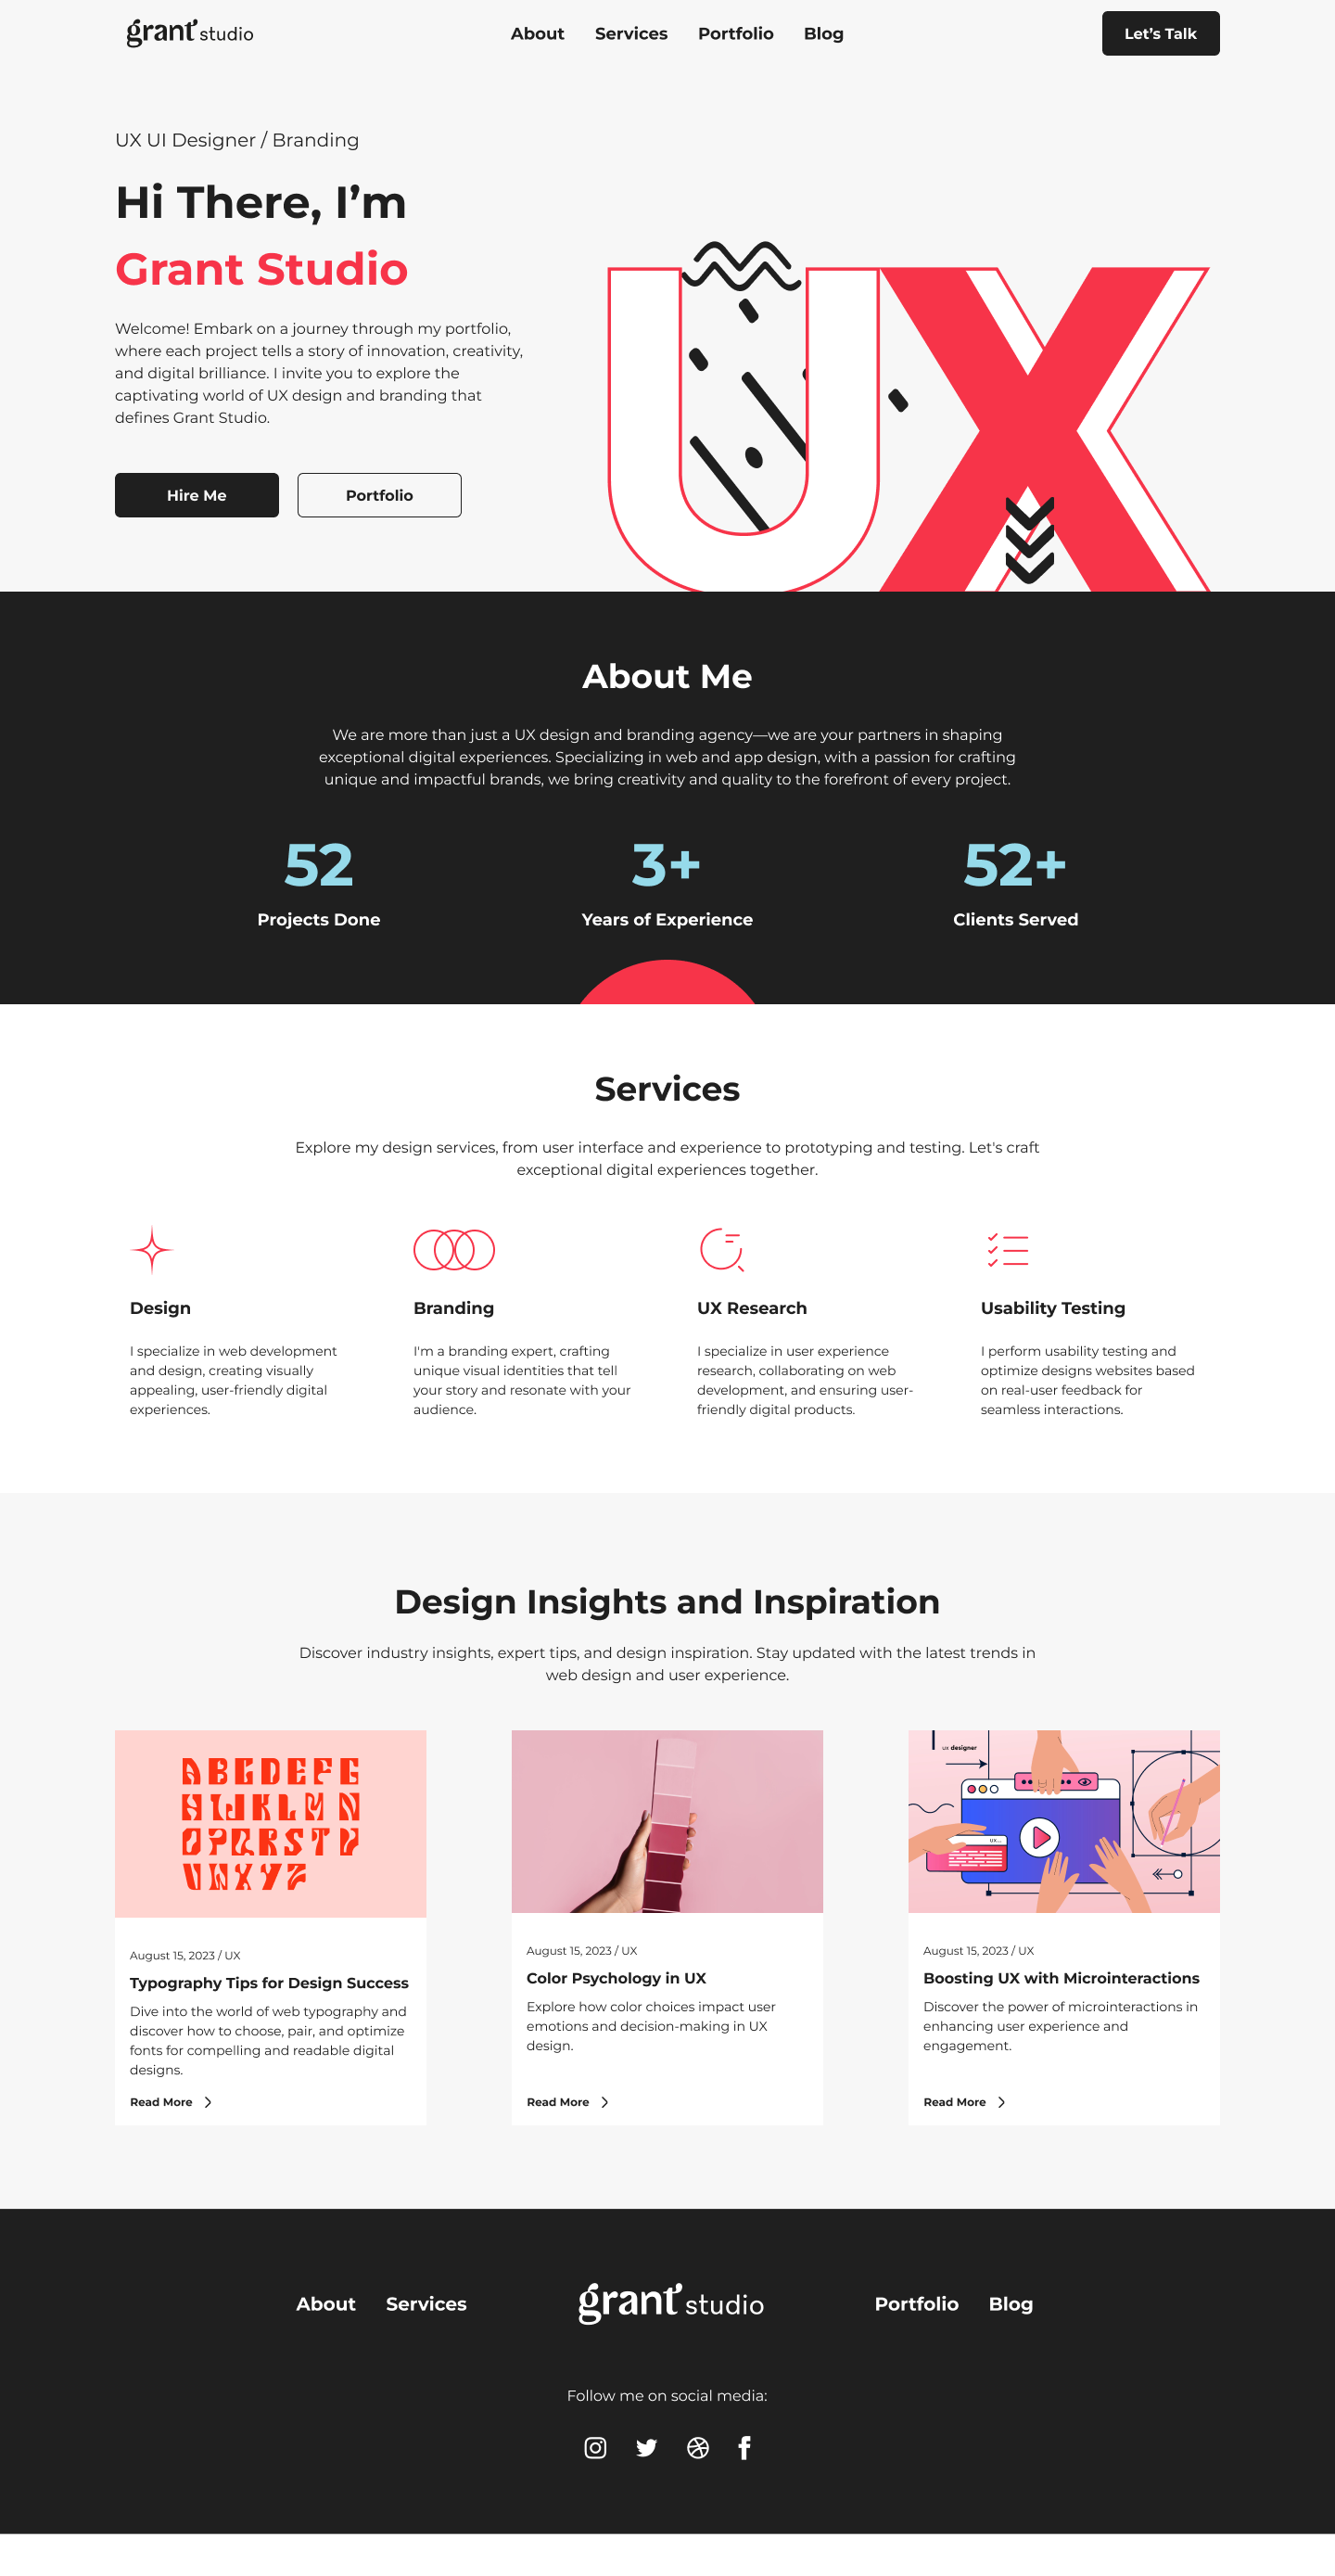 grant studio
About Services Portfolio Blog
Let’s Talk
UX UI Designer / Branding
Hi There, I’m
Grant Studio
Welcome! Embark on a journey through my portfolio,
where each project tells a story of innovation, creativity,
and digital brilliance. I invite you to explore the
captivating world of UX design and branding that
defines Grant Studio.
Hire Me
Portfolio
UX
About Me
We are more than just a UX design and branding agency—we are your partners in shaping
exceptional digital experiences. Specializing in web and app design, with a passion for crafting
unique and impactful brands, we bring creativity and quality to the forefront of every project.
52
Projects Done
3+
Years of Experience
52+
Clients Served
Services
Explore my design services, from user interface and experience to prototyping and testing. Let's craft
exceptional digital experiences together.
Design
I specialize in web development
and design, creating visually
appealing, user-friendly digital
experiences.
Branding
I'm a branding expert, crafting
unique visual identities that tell
your story and resonate with your
audience.
UX Research
I specialize in user experience
research, collaborating on web
development, and ensuring user-
friendly digital products.
Usability Testing
I perform usability testing and
optimize designs websites based
on real-user feedback for
seamless interactions.
Design Insights and Inspiration
Discover industry insights, expert tips, and design inspiration. Stay updated with the latest trends in
web design and user experience.
ABCDEFG
HIJKLMN
OPQRSTU
VWXYZ
August 15, 2023 / UX
Typography Tips for Design Success
Dive into the world of web typography and
discover how to choose, pair, and optimize
fonts for compelling and readable digital
designs.
Read More
August 15, 2023 / UX
Color Psychology in UX
Explore how color choices impact user
emotions and decision-making in UX
design.
Read More
ux designer
UX...
August 15, 2023 / UX
Boosting UX with Microinteractions
Discover the power of microinteractions in
enhancing user experience and
engagement.
Read More
About Services
grant studio
Portfolio Blog
Follow me on social media: